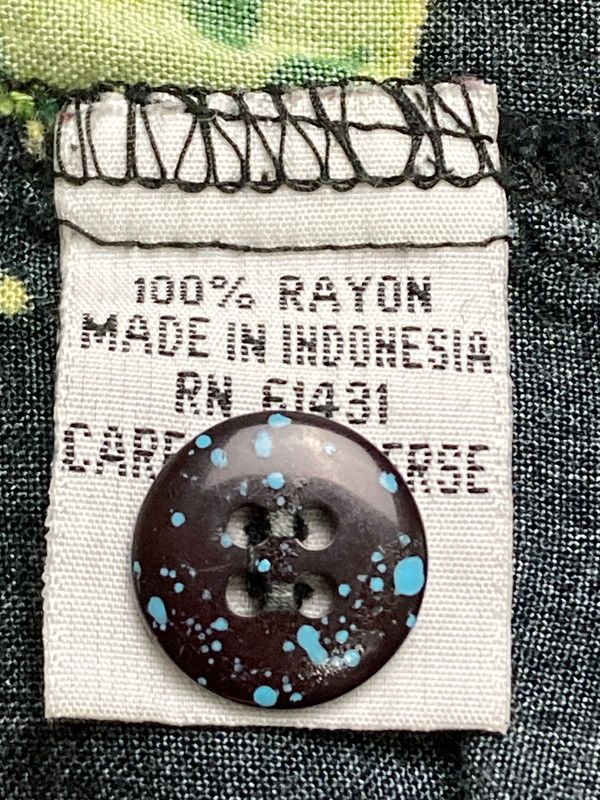 100% RAYON
MADE IN INDONESIA
RN 61431
CARE